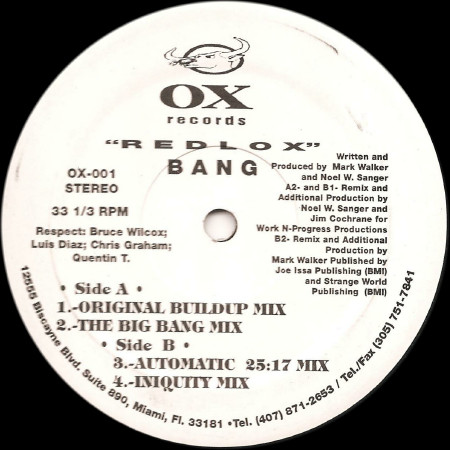 OX
records
"REDLOX"
BANG
OX-001
STEREO
33 1/3 RPM
Respect: Bruce Wilcox;
Luis Diaz; Chris Graham;
Quentin T.
Written and
Produced by Mark Walker
and Noel W. Sanger
A2- and B1- Remix and
Additional Production by
Noel W. Sanger and
Jim Cochrane for
Work N-Progress Productions
B2- Remix and Additional
Production by
Mark Walker Published by
Joe Issa Publishing (BMI)
and Strange World
Publishing (BMI)
• Side A •
1.-ORIGINAL BUILDUP MIX
2.-THE BIG BANG MIX
• Side B •
3.-AUTOMATIC 25:17 MIX
4.-INIQUITY MIX
12555 Biscayne Blvd. Suite 890, Miami, Fl. 33181 •Tel. (407) 871-2653 / Tel./Fax (305) 751-7841